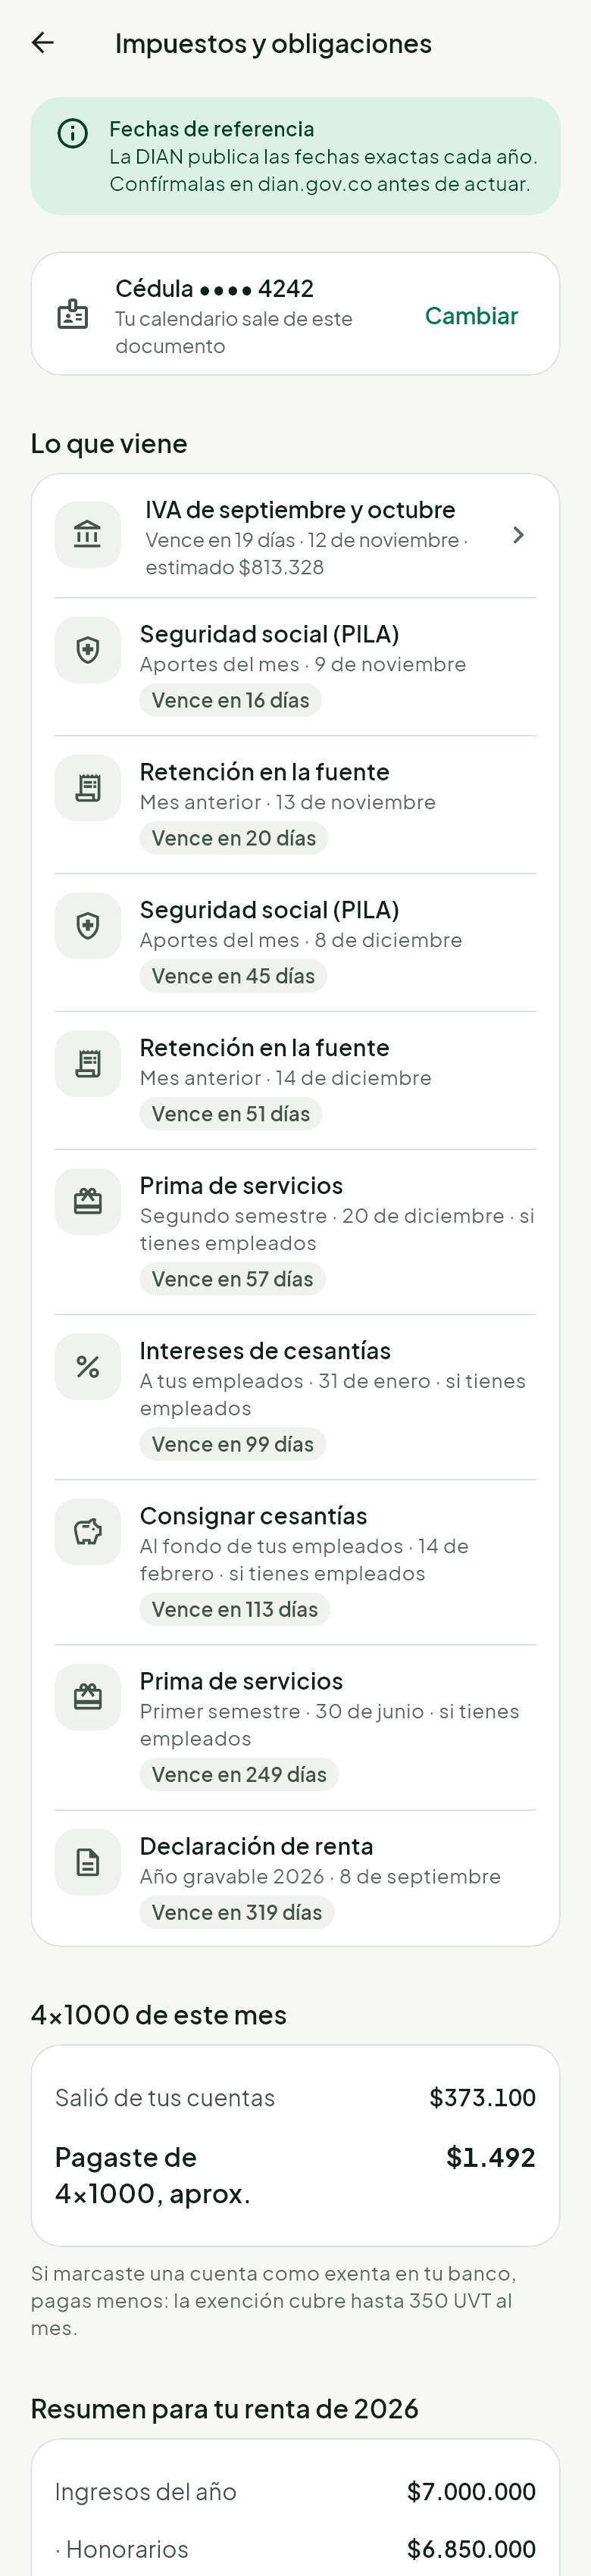 Impuestos y obligaciones
Fechas de referencia
La DIAN publica las fechas exactas cada año.
Confírmalas en dian.gov.co antes de actuar.
Cédula •••• 4242
Tu calendario sale de este
documento
Cambiar
Lo que viene
IVA de septiembre y octubre
Vence en 19 días · 12 de noviembre ·
estimado $813.328
Seguridad social (PILA)
Aportes del mes · 9 de noviembre
Vence en 16 días
Retención en la fuente
Mes anterior · 13 de noviembre
Vence en 20 días
Seguridad social (PILA)
Aportes del mes · 8 de diciembre
Vence en 45 días
Retención en la fuente
Mes anterior · 14 de diciembre
Vence en 51 días
Prima de servicios
Segundo semestre · 20 de diciembre · si
tienes empleados
Vence en 57 días
Intereses de cesantías
A tus empleados · 31 de enero · si tienes
empleados
Vence en 99 días
Consignar cesantías
Al fondo de tus empleados · 14 de
febrero · si tienes empleados
Vence en 113 días
Prima de servicios
Primer semestre · 30 de junio · si tienes
empleados
Vence en 249 días
Declaración de renta
Año gravable 2026 · 8 de septiembre
Vence en 319 días
4×1000 de este mes
Salió de tus cuentas $373.100
Pagaste de $1.492
4×1000, aprox.
Si marcaste una cuenta como exenta en tu banco,
pagas menos: la exención cubre hasta 350 UVT al
mes.
Resumen para tu renta de 2026
Ingresos del año $7.000.000
· Honorarios $6.850.000